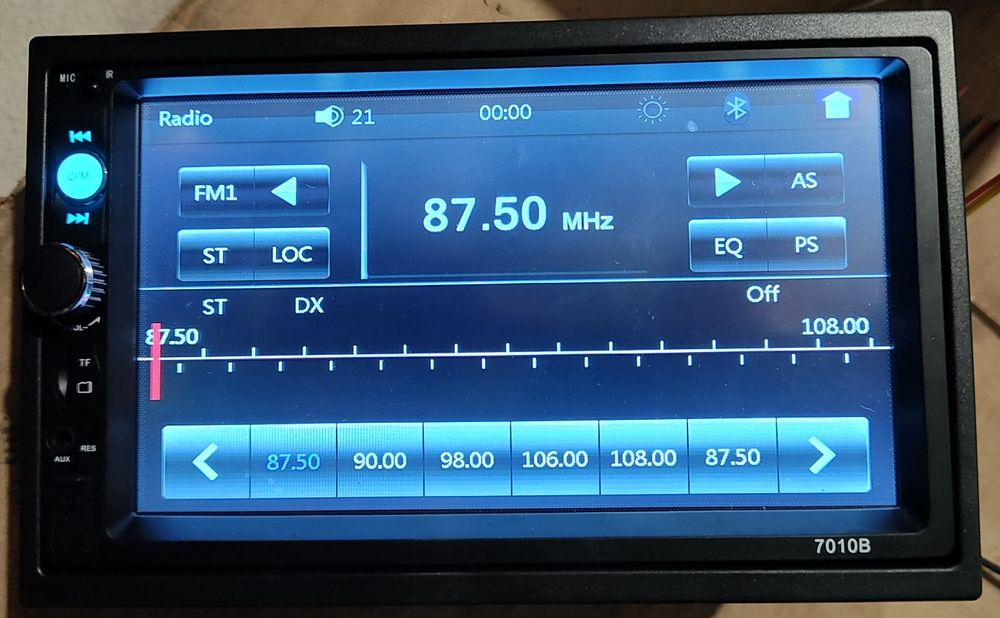 MIC
IR
Radio 21 00:00
FM1 AS
87.50 MHz
ST LOC EQ PS
ST DX Off
87.50 108.00
TF
87.50 90.00 98.00 106.00 108.00 87.50
RES
AUX
7010B